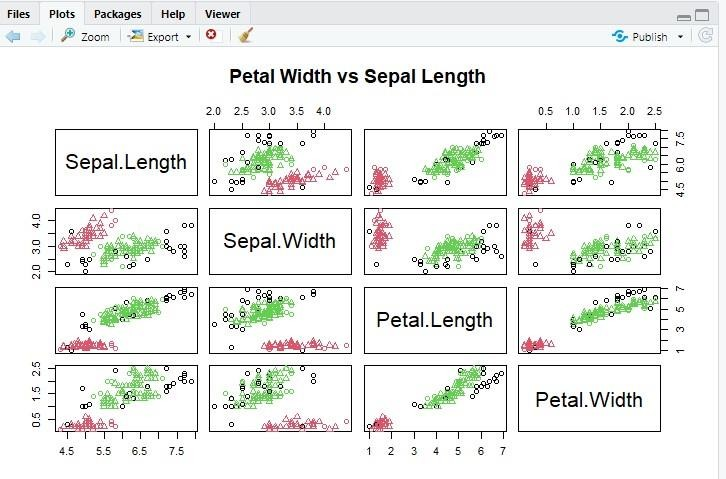 Files Plots Packages Help Viewer
Zoom Export Publish
Petal Width vs Sepal Length
2.0 2.5 3.0 3.5 4.0 0.5 1.0 1.5 2.0 2.5
Sepal.Length
4.5 6.0 7.5
Sepal.Width
2.0 3.0 4.0
Petal.Length
1 3 5 7
Petal.Width
0.5 1.5 2.5
4.5 5.5 6.5 7.5 1 2 3 4 5 6 7